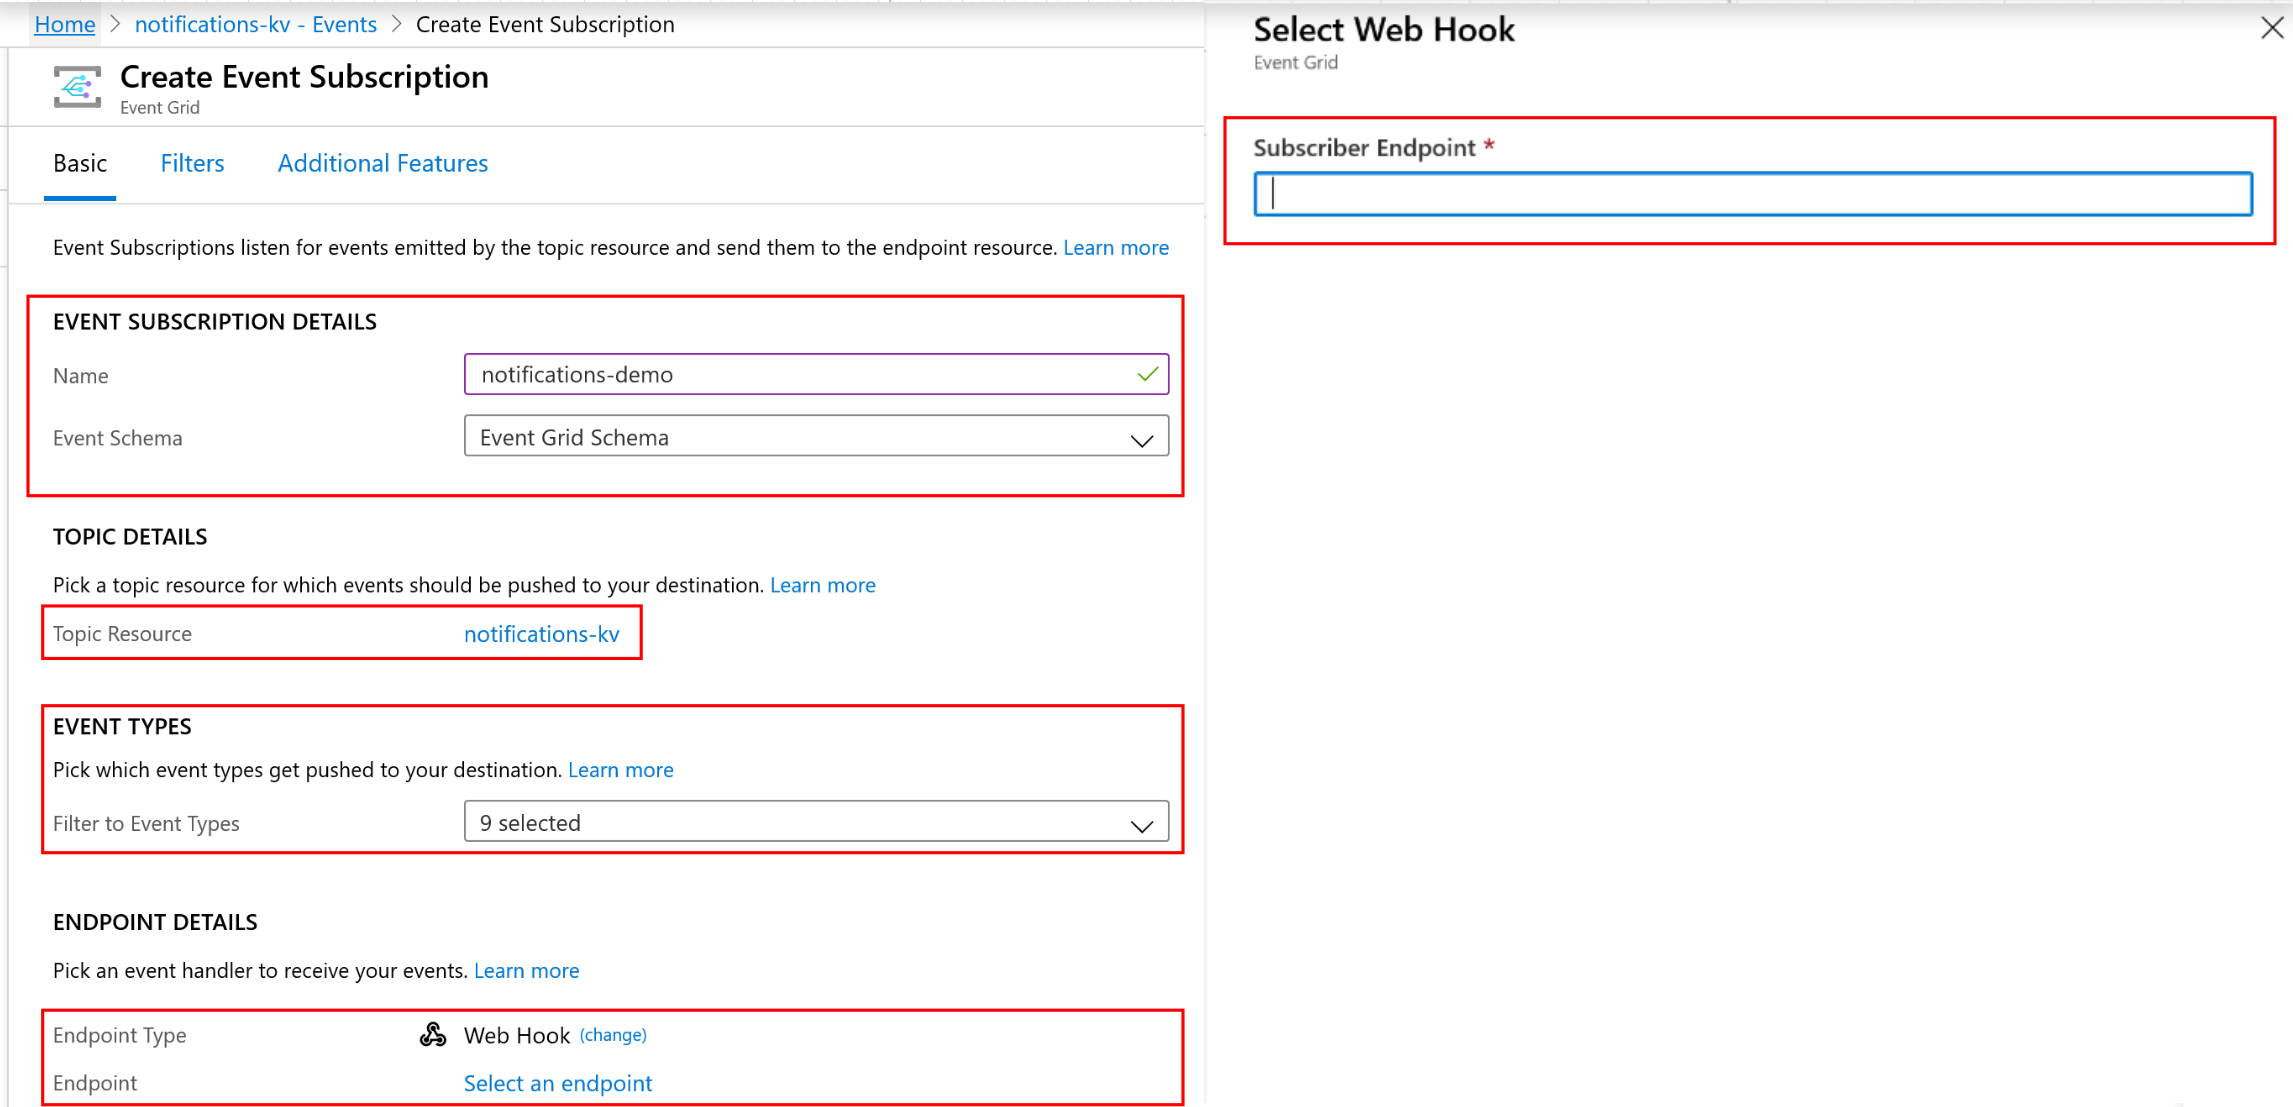 Home > notifications-kv - Events > Create Event Subscription
Create Event Subscription
Event Grid
Basic Filters Additional Features
Event Subscriptions listen for events emitted by the topic resource and send them to the endpoint resource. Learn more
EVENT SUBSCRIPTION DETAILS
Name notifications-demo
Event Schema Event Grid Schema
TOPIC DETAILS
Pick a topic resource for which events should be pushed to your destination. Learn more
Topic Resource notifications-kv
EVENT TYPES
Pick which event types get pushed to your destination. Learn more
Filter to Event Types 9 selected
ENDPOINT DETAILS
Pick an event handler to receive your events. Learn more
Endpoint Type Web Hook (change)
Endpoint Select an endpoint
Select Web Hook
Event Grid
Subscriber Endpoint *